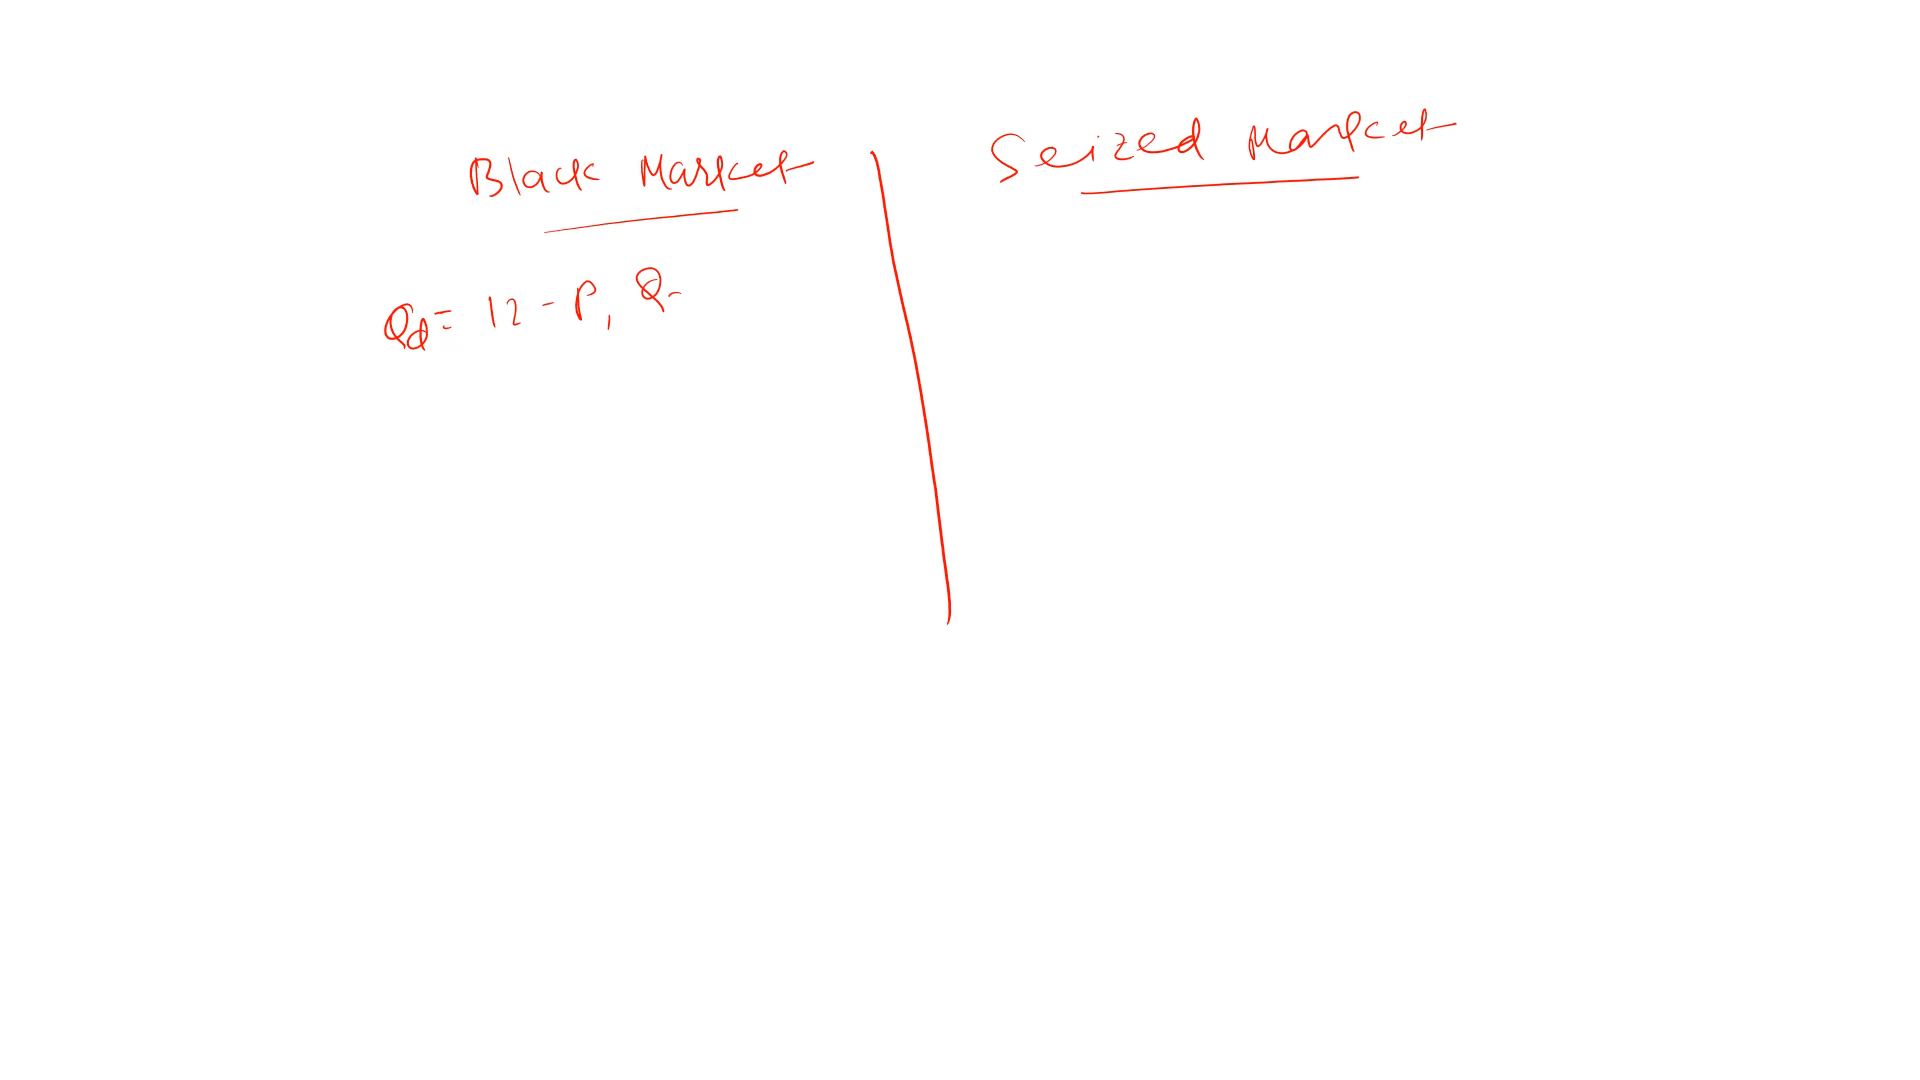 Black Market
Seized Market
Qd = 12 - P, Q-